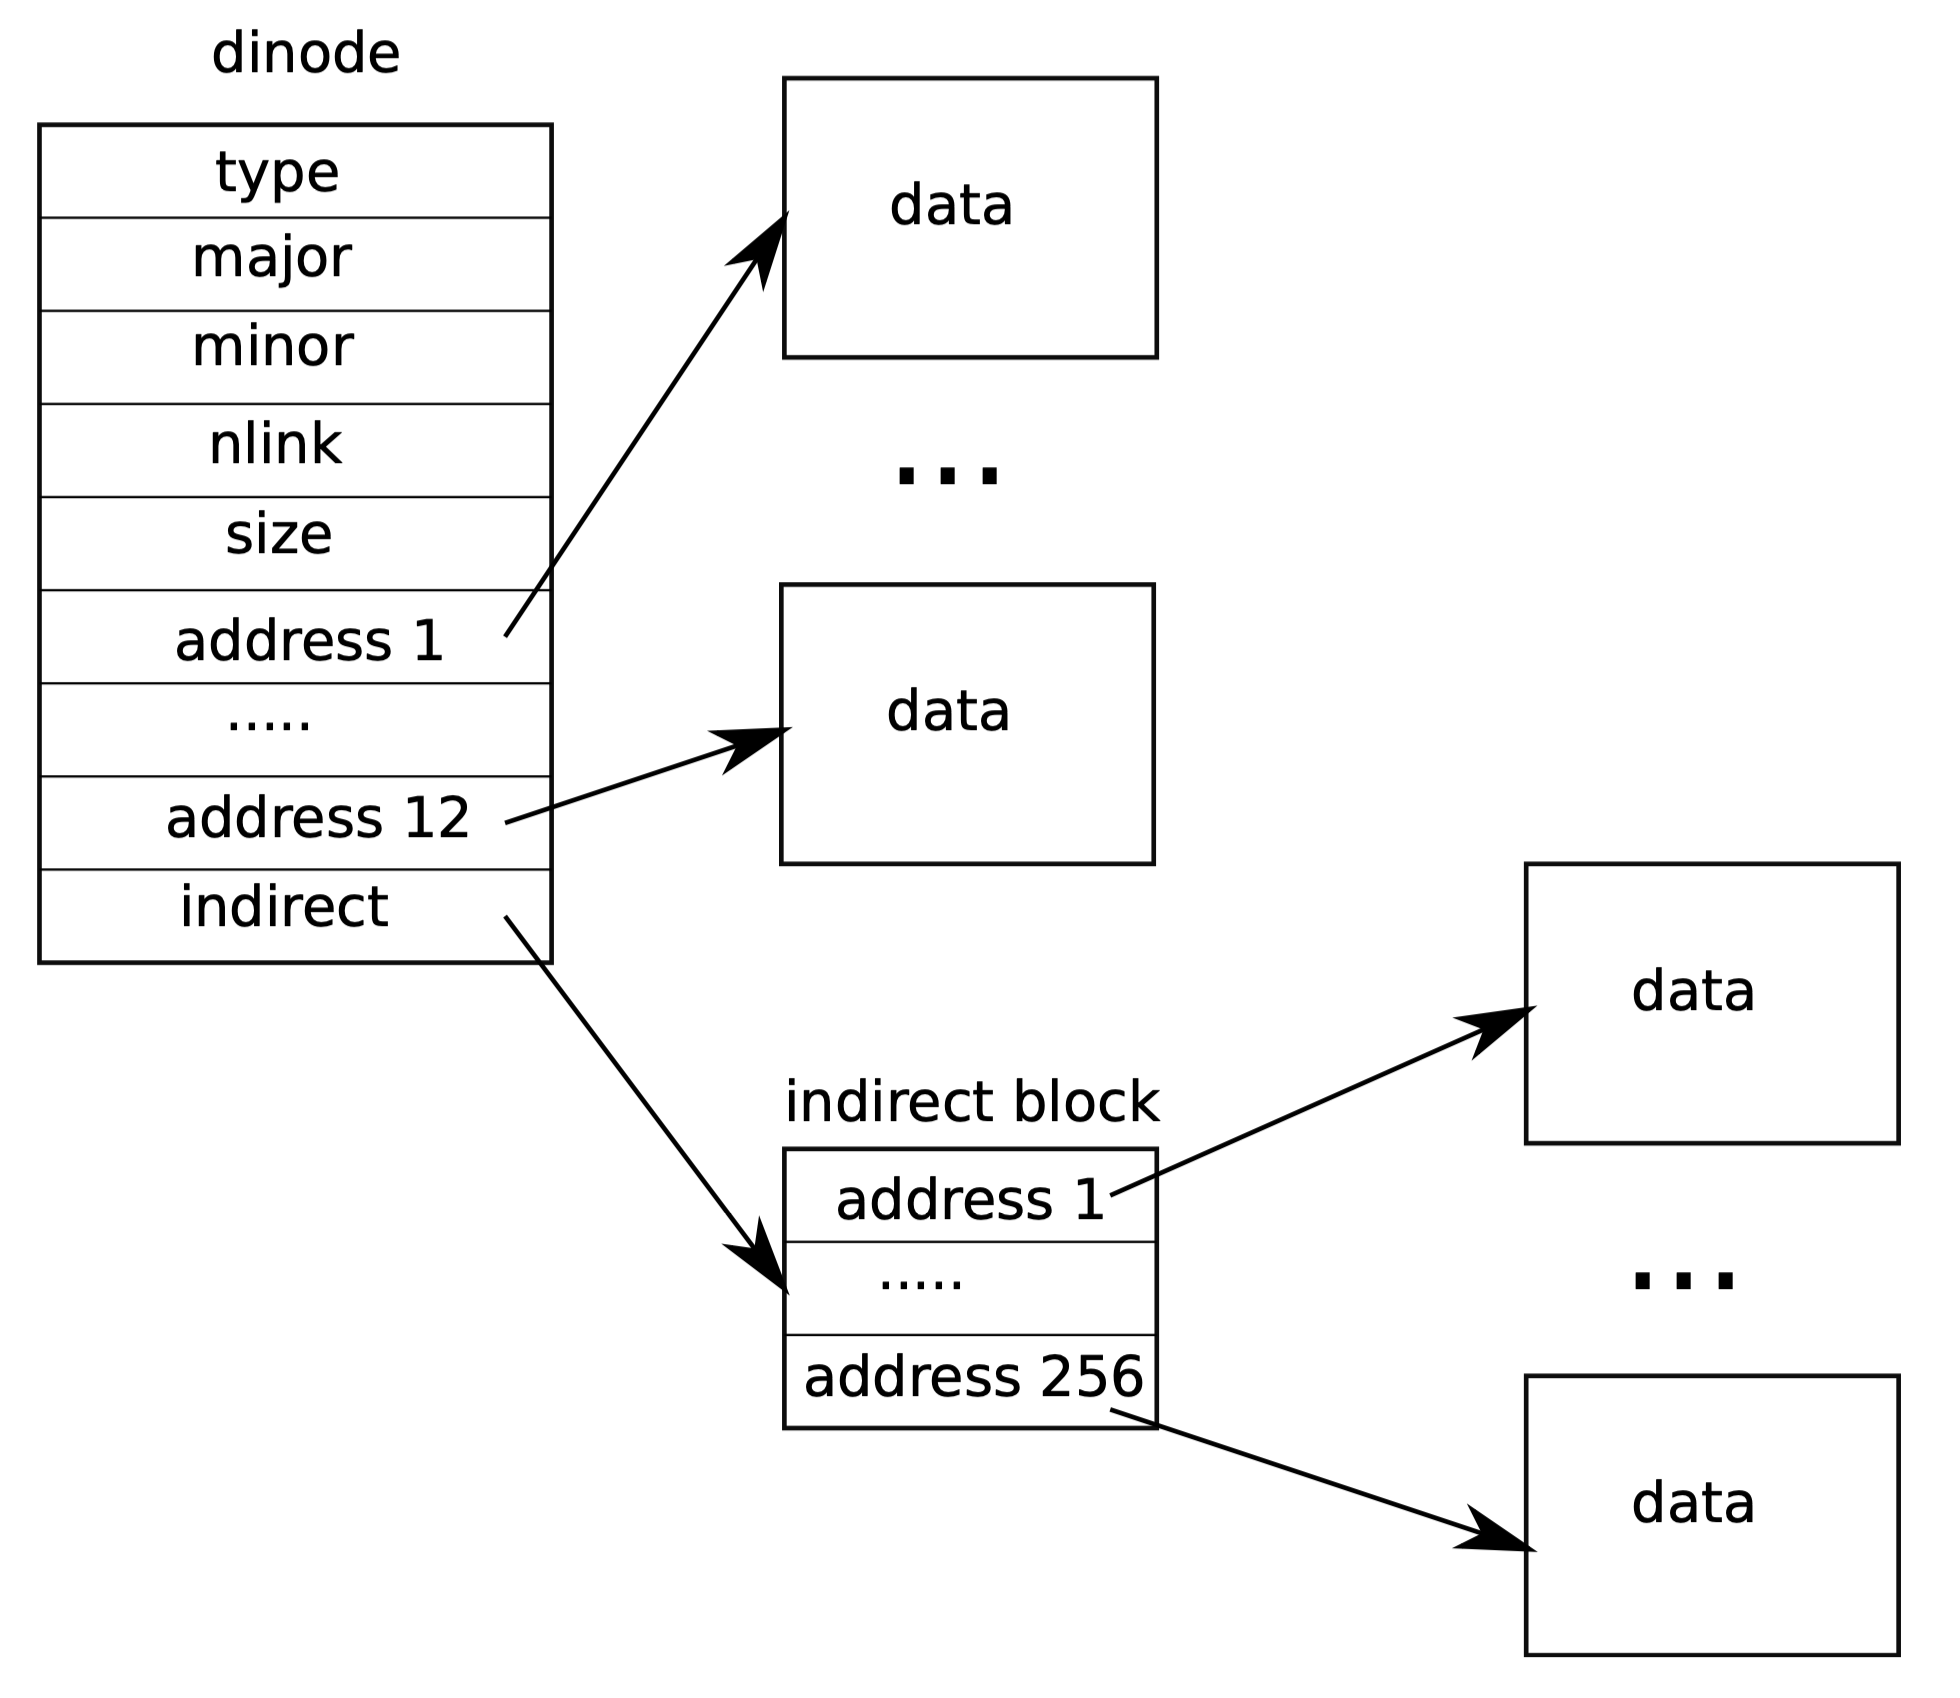 dinode
type
major
minor
nlink
size
address 1
.....
address 12
indirect
data
...
data
indirect block
address 1
.....
address 256
data
...
data